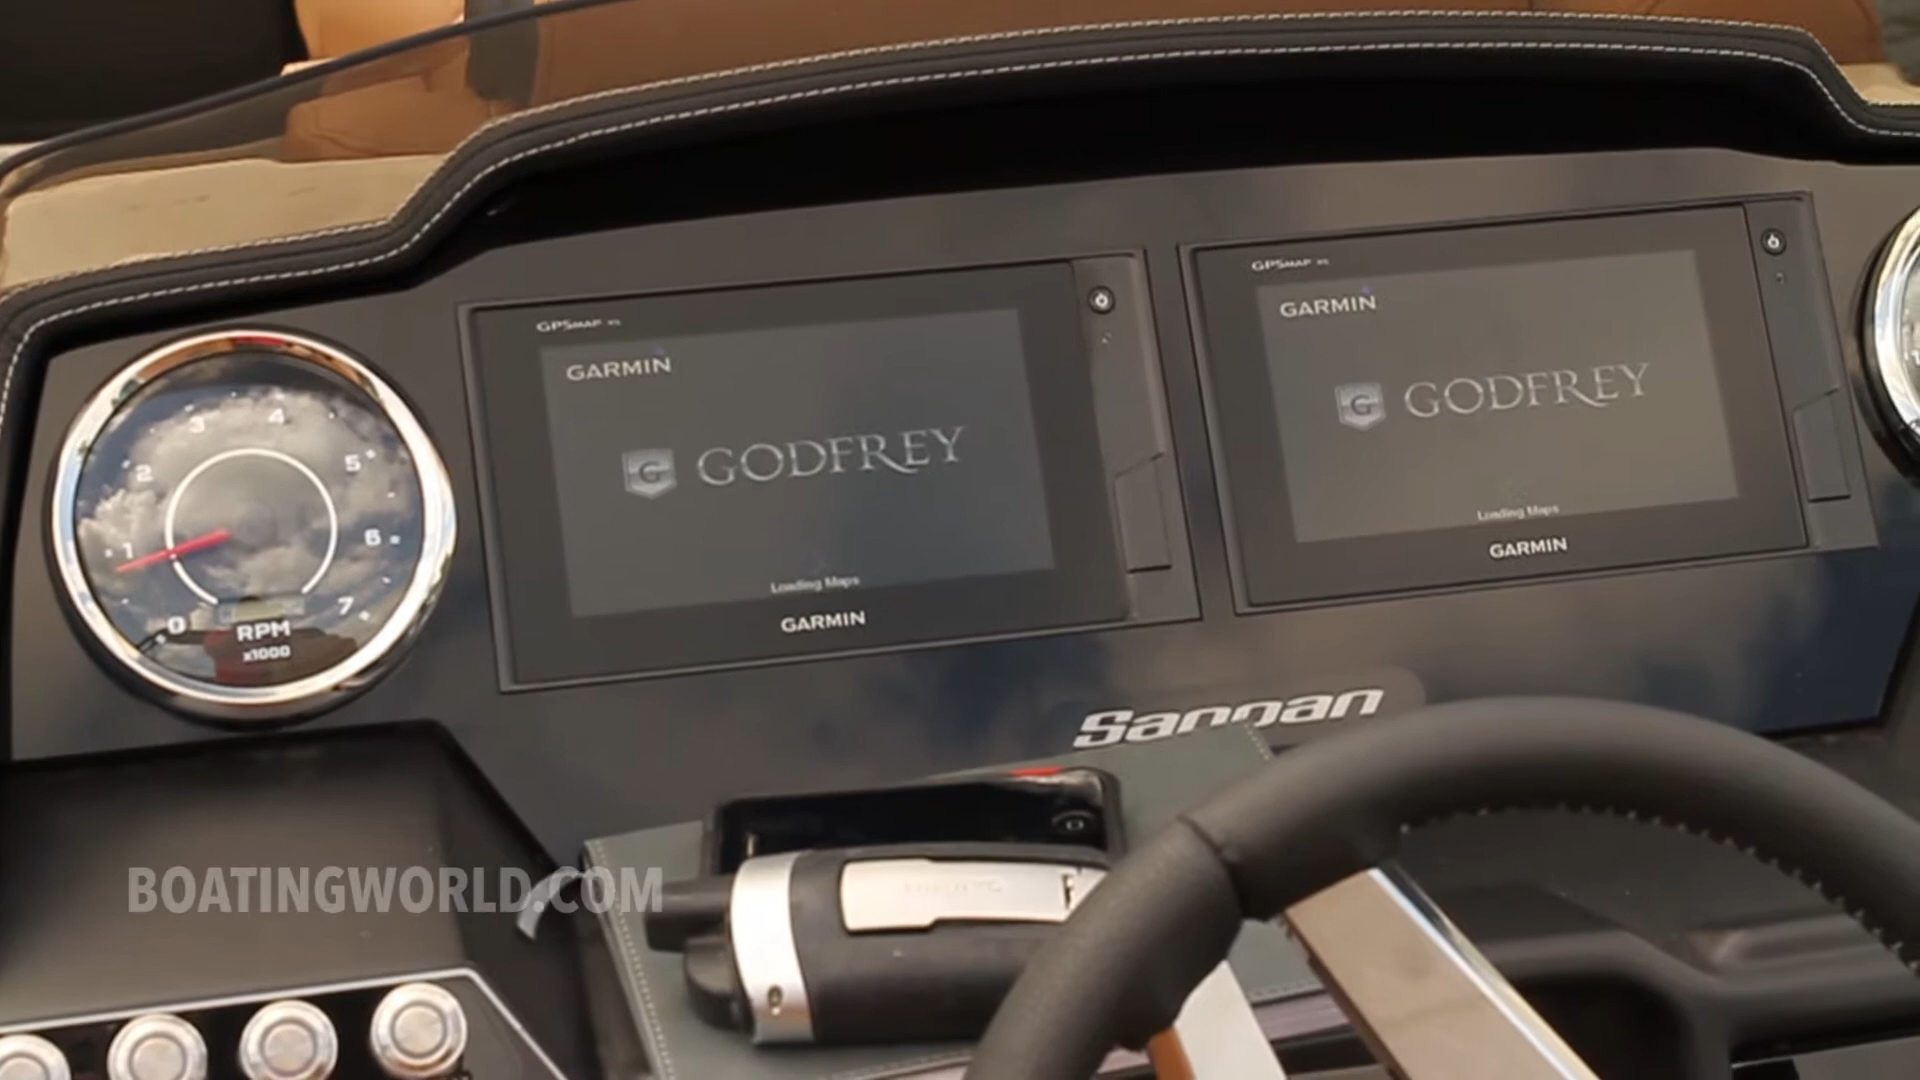 GPSMAP
GARMIN
GODFREY
Loading Maps
GARMIN
GPSMAP
GARMIN
GODFREY
Loading Maps
GARMIN
0
1
2
3
4
5
6
7
RPM
x1000
Sanpan
BOATINGWORLD.COM